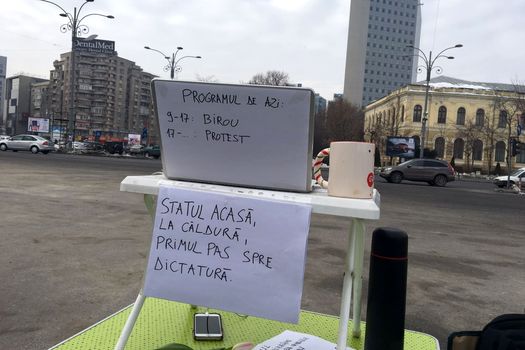 DentalMED
PROGRAMUL DE AZI:
9-17: BIROU
17-...: PROTEST
STATUL ACASĂ,
LA CĂLDURĂ,
PRIMUL PAS SPRE
DICTATURĂ.